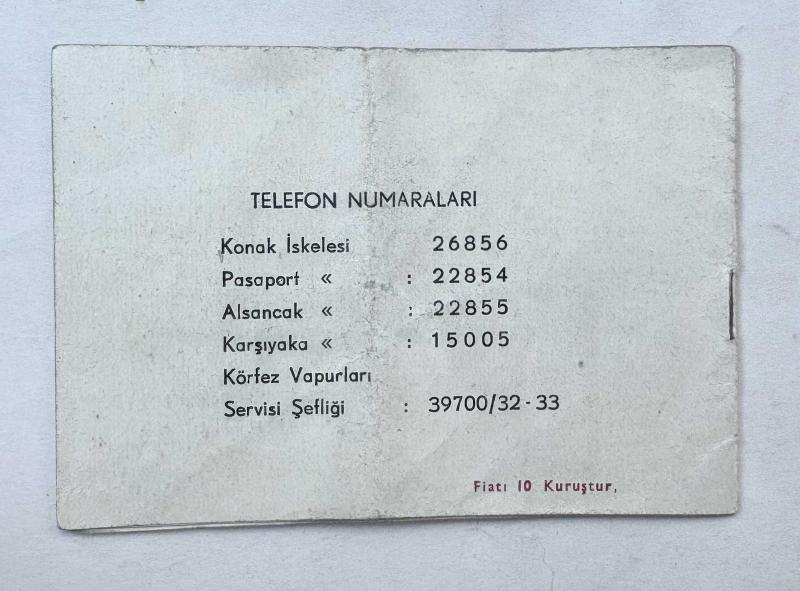 TELEFON NUMARALARI
Konak İskelesi 26856
Pasaport « : 22854
Alsancak « : 22855
Karşıyaka « : 15005
Körfez Vapurları
Servisi Şefliği : 39700/32-33
Fiatı 10 Kuruştur,